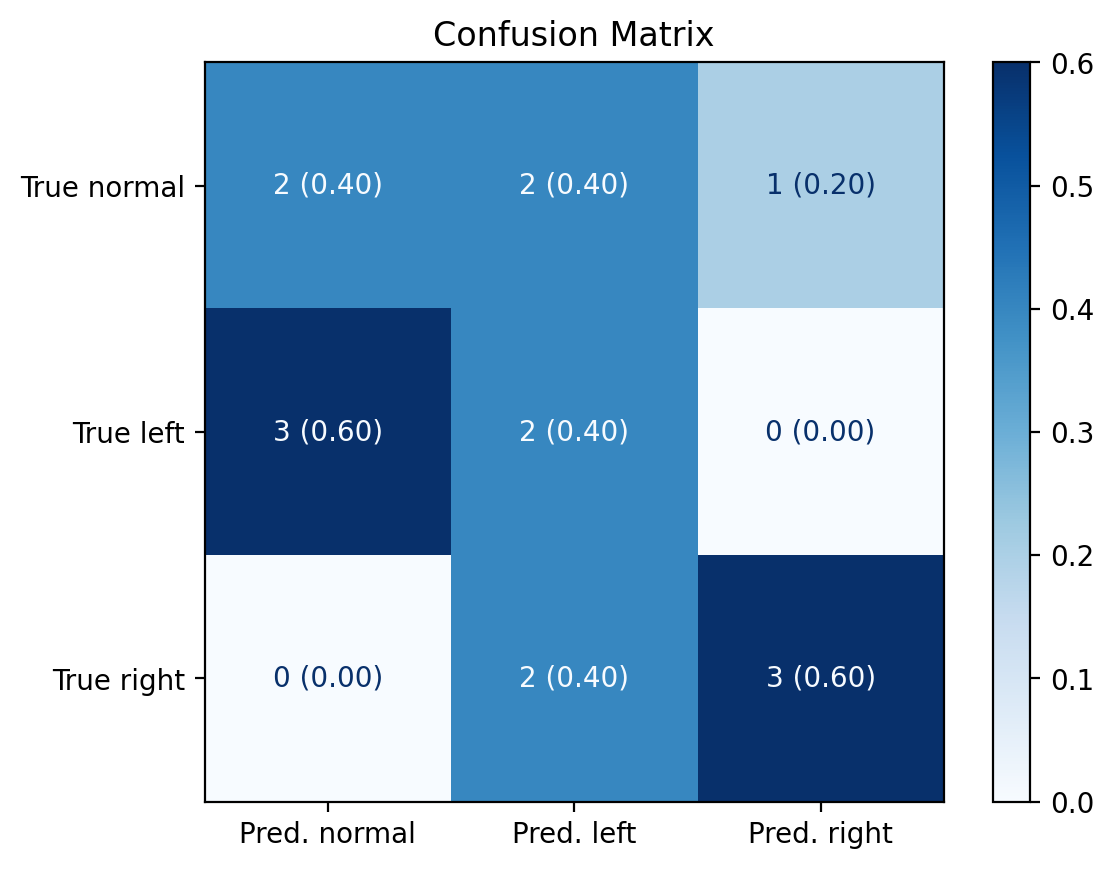 Confusion Matrix
True normal
2 (0.40)
2 (0.40)
1 (0.20)
True left
3 (0.60)
2 (0.40)
0 (0.00)
True right
0 (0.00)
2 (0.40)
3 (0.60)
Pred. normal
Pred. left
Pred. right
0.6
0.5
0.4
0.3
0.2
0.1
0.0